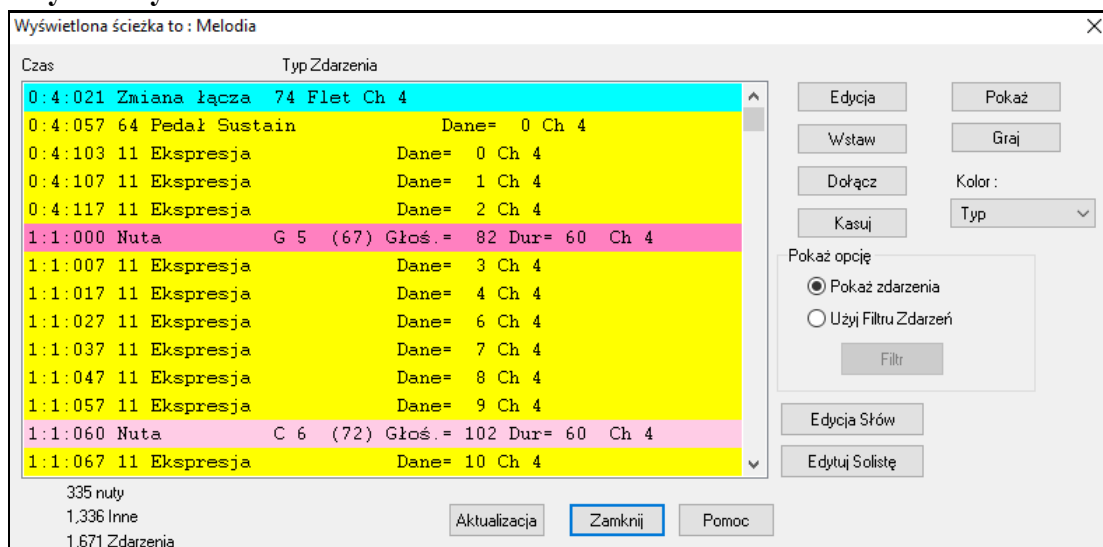 Wyświetlona ścieżka to : Melodia
Czas Typ Zdarzenia
0:4:021 Zmiana łącza 74 Flet Ch 4
0:4:057 64 Pedał Sustain Dane= 0 Ch 4
0:4:103 11 Ekspresja Dane= 0 Ch 4
0:4:107 11 Ekspresja Dane= 1 Ch 4
0:4:117 11 Ekspresja Dane= 2 Ch 4
1:1:000 Nuta G 5 (67) Głoś.= 82 Dur= 60 Ch 4
1:1:007 11 Ekspresja Dane= 3 Ch 4
1:1:017 11 Ekspresja Dane= 4 Ch 4
1:1:027 11 Ekspresja Dane= 6 Ch 4
1:1:037 11 Ekspresja Dane= 7 Ch 4
1:1:047 11 Ekspresja Dane= 8 Ch 4
1:1:057 11 Ekspresja Dane= 9 Ch 4
1:1:060 Nuta C 6 (72) Głoś.= 102 Dur= 60 Ch 4
1:1:067 11 Ekspresja Dane= 10 Ch 4
335 nuty
1,336 Inne
1,671 Zdarzenia
Edycja
Pokaż
Wstaw
Graj
Dołącz
Kolor :
Kasuj
Typ
Pokaż opcję
Pokaż zdarzenia
Użyj Filtru Zdarzeń
Filtr
Edycja Słów
Edytuj Solistę
Aktualizacja
Zamknij
Pomoc